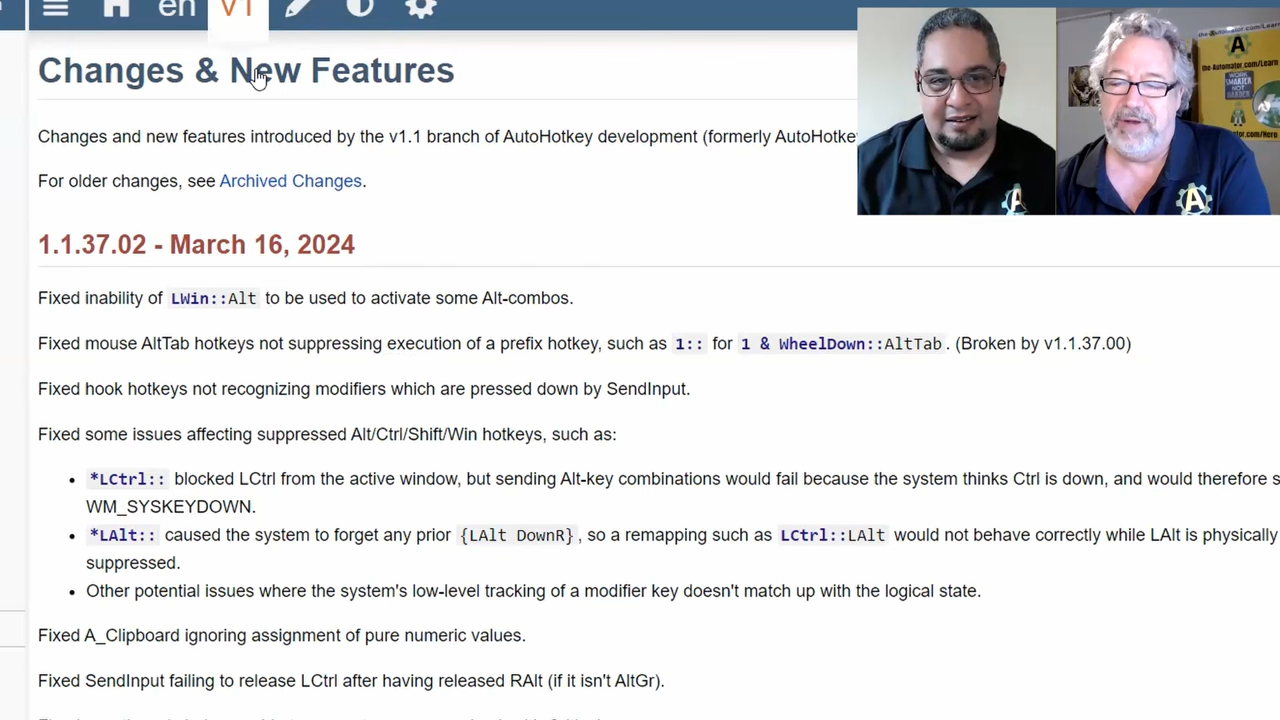 en V1
Changes & New Features
Changes and new features introduced by the v1.1 branch of AutoHotkey development (formerly AutoHotke
For older changes, see Archived Changes.
1.1.37.02 - March 16, 2024
Fixed inability of LWin::Alt to be used to activate some Alt-combos.
Fixed mouse AltTab hotkeys not suppressing execution of a prefix hotkey, such as 1:: for 1 & WheelDown::AltTab. (Broken by v1.1.37.00)
Fixed hook hotkeys not recognizing modifiers which are pressed down by SendInput.
Fixed some issues affecting suppressed Alt/Ctrl/Shift/Win hotkeys, such as:
• *LCtrl:: blocked LCtrl from the active window, but sending Alt-key combinations would fail because the system thinks Ctrl is down, and would therefore s
WM_SYSKEYDOWN.
• *LAlt:: caused the system to forget any prior {LAlt DownR}, so a remapping such as LCtrl::LAlt would not behave correctly while LAlt is physically
suppressed.
• Other potential issues where the system's low-level tracking of a modifier key doesn't match up with the logical state.
Fixed A_Clipboard ignoring assignment of pure numeric values.
Fixed SendInput failing to release LCtrl after having released RAlt (if it isn't AltGr).
the-Automator.com/Learn
A
WORK
SMARTER
NOT
HARDER
A
A